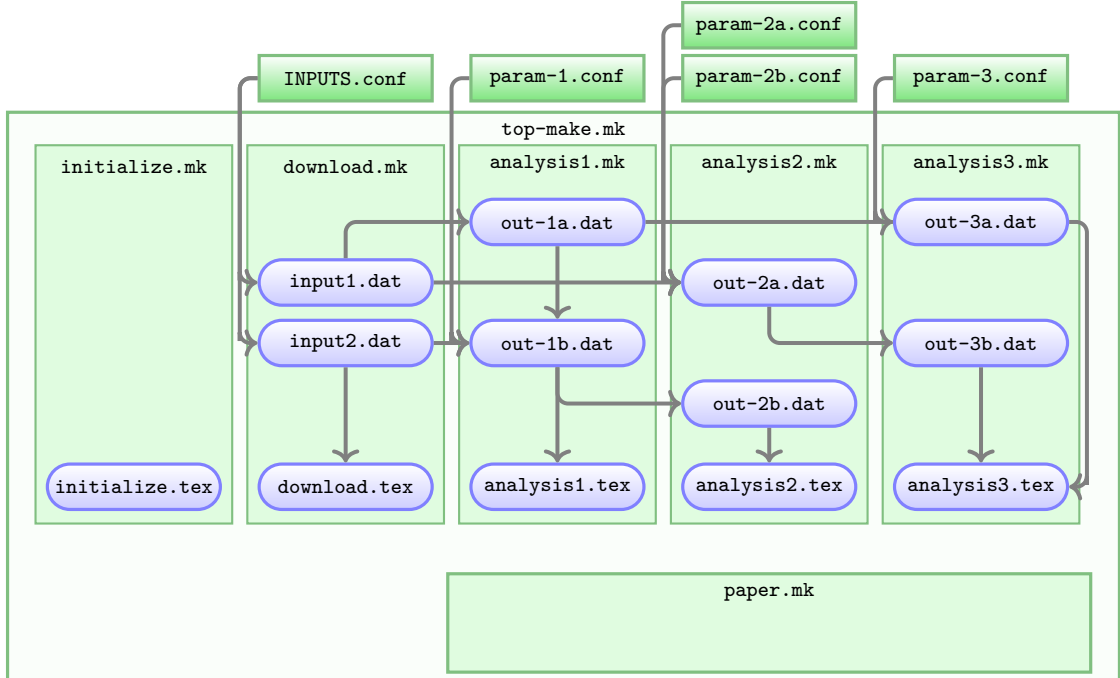 param-2a.conf
INPUTS.conf
param-1.conf
param-2b.conf
param-3.conf
top-make.mk
initialize.mk
download.mk
analysis1.mk
analysis2.mk
analysis3.mk
out-1a.dat
out-3a.dat
input1.dat
out-2a.dat
input2.dat
out-1b.dat
out-3b.dat
out-2b.dat
initialize.tex
download.tex
analysis1.tex
analysis2.tex
analysis3.tex
paper.mk